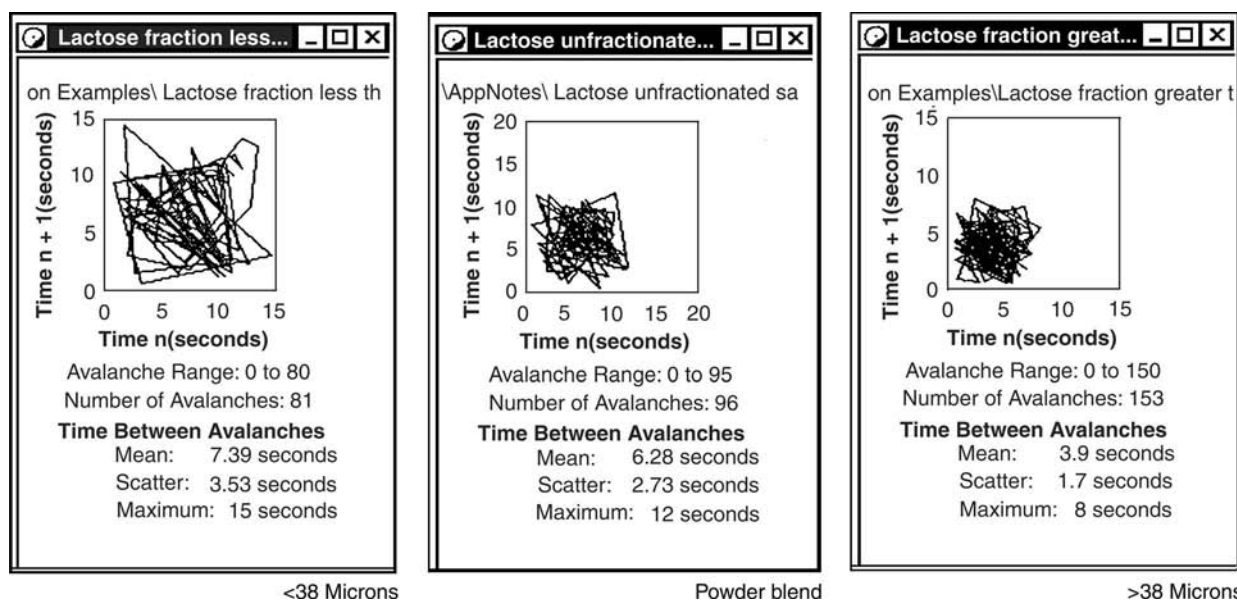 Lactose fraction less...
on Examples\ Lactose fraction less th
Time n + 1(seconds)
15
10
5
0
0 5 10 15
Time n(seconds)
Avalanche Range: 0 to 80
Number of Avalanches: 81
Time Between Avalanches
Mean: 7.39 seconds
Scatter: 3.53 seconds
Maximum: 15 seconds
<38 Microns
Lactose unfractionate...
\AppNotes\ Lactose unfractionated sa
Time n + 1(seconds)
20
15
10
5
0
0 5 10 15 20
Time n(seconds)
Avalanche Range: 0 to 95
Number of Avalanches: 96
Time Between Avalanches
Mean: 6.28 seconds
Scatter: 2.73 seconds
Maximum: 12 seconds
Powder blend
Lactose fraction great...
on Examples\Lactose fraction greater t
Time n + 1(seconds)
15
10
5
0
0 5 10 15
Time n(seconds)
Avalanche Range: 0 to 150
Number of Avalanches: 153
Time Between Avalanches
Mean: 3.9 seconds
Scatter: 1.7 seconds
Maximum: 8 seconds
>38 Microns